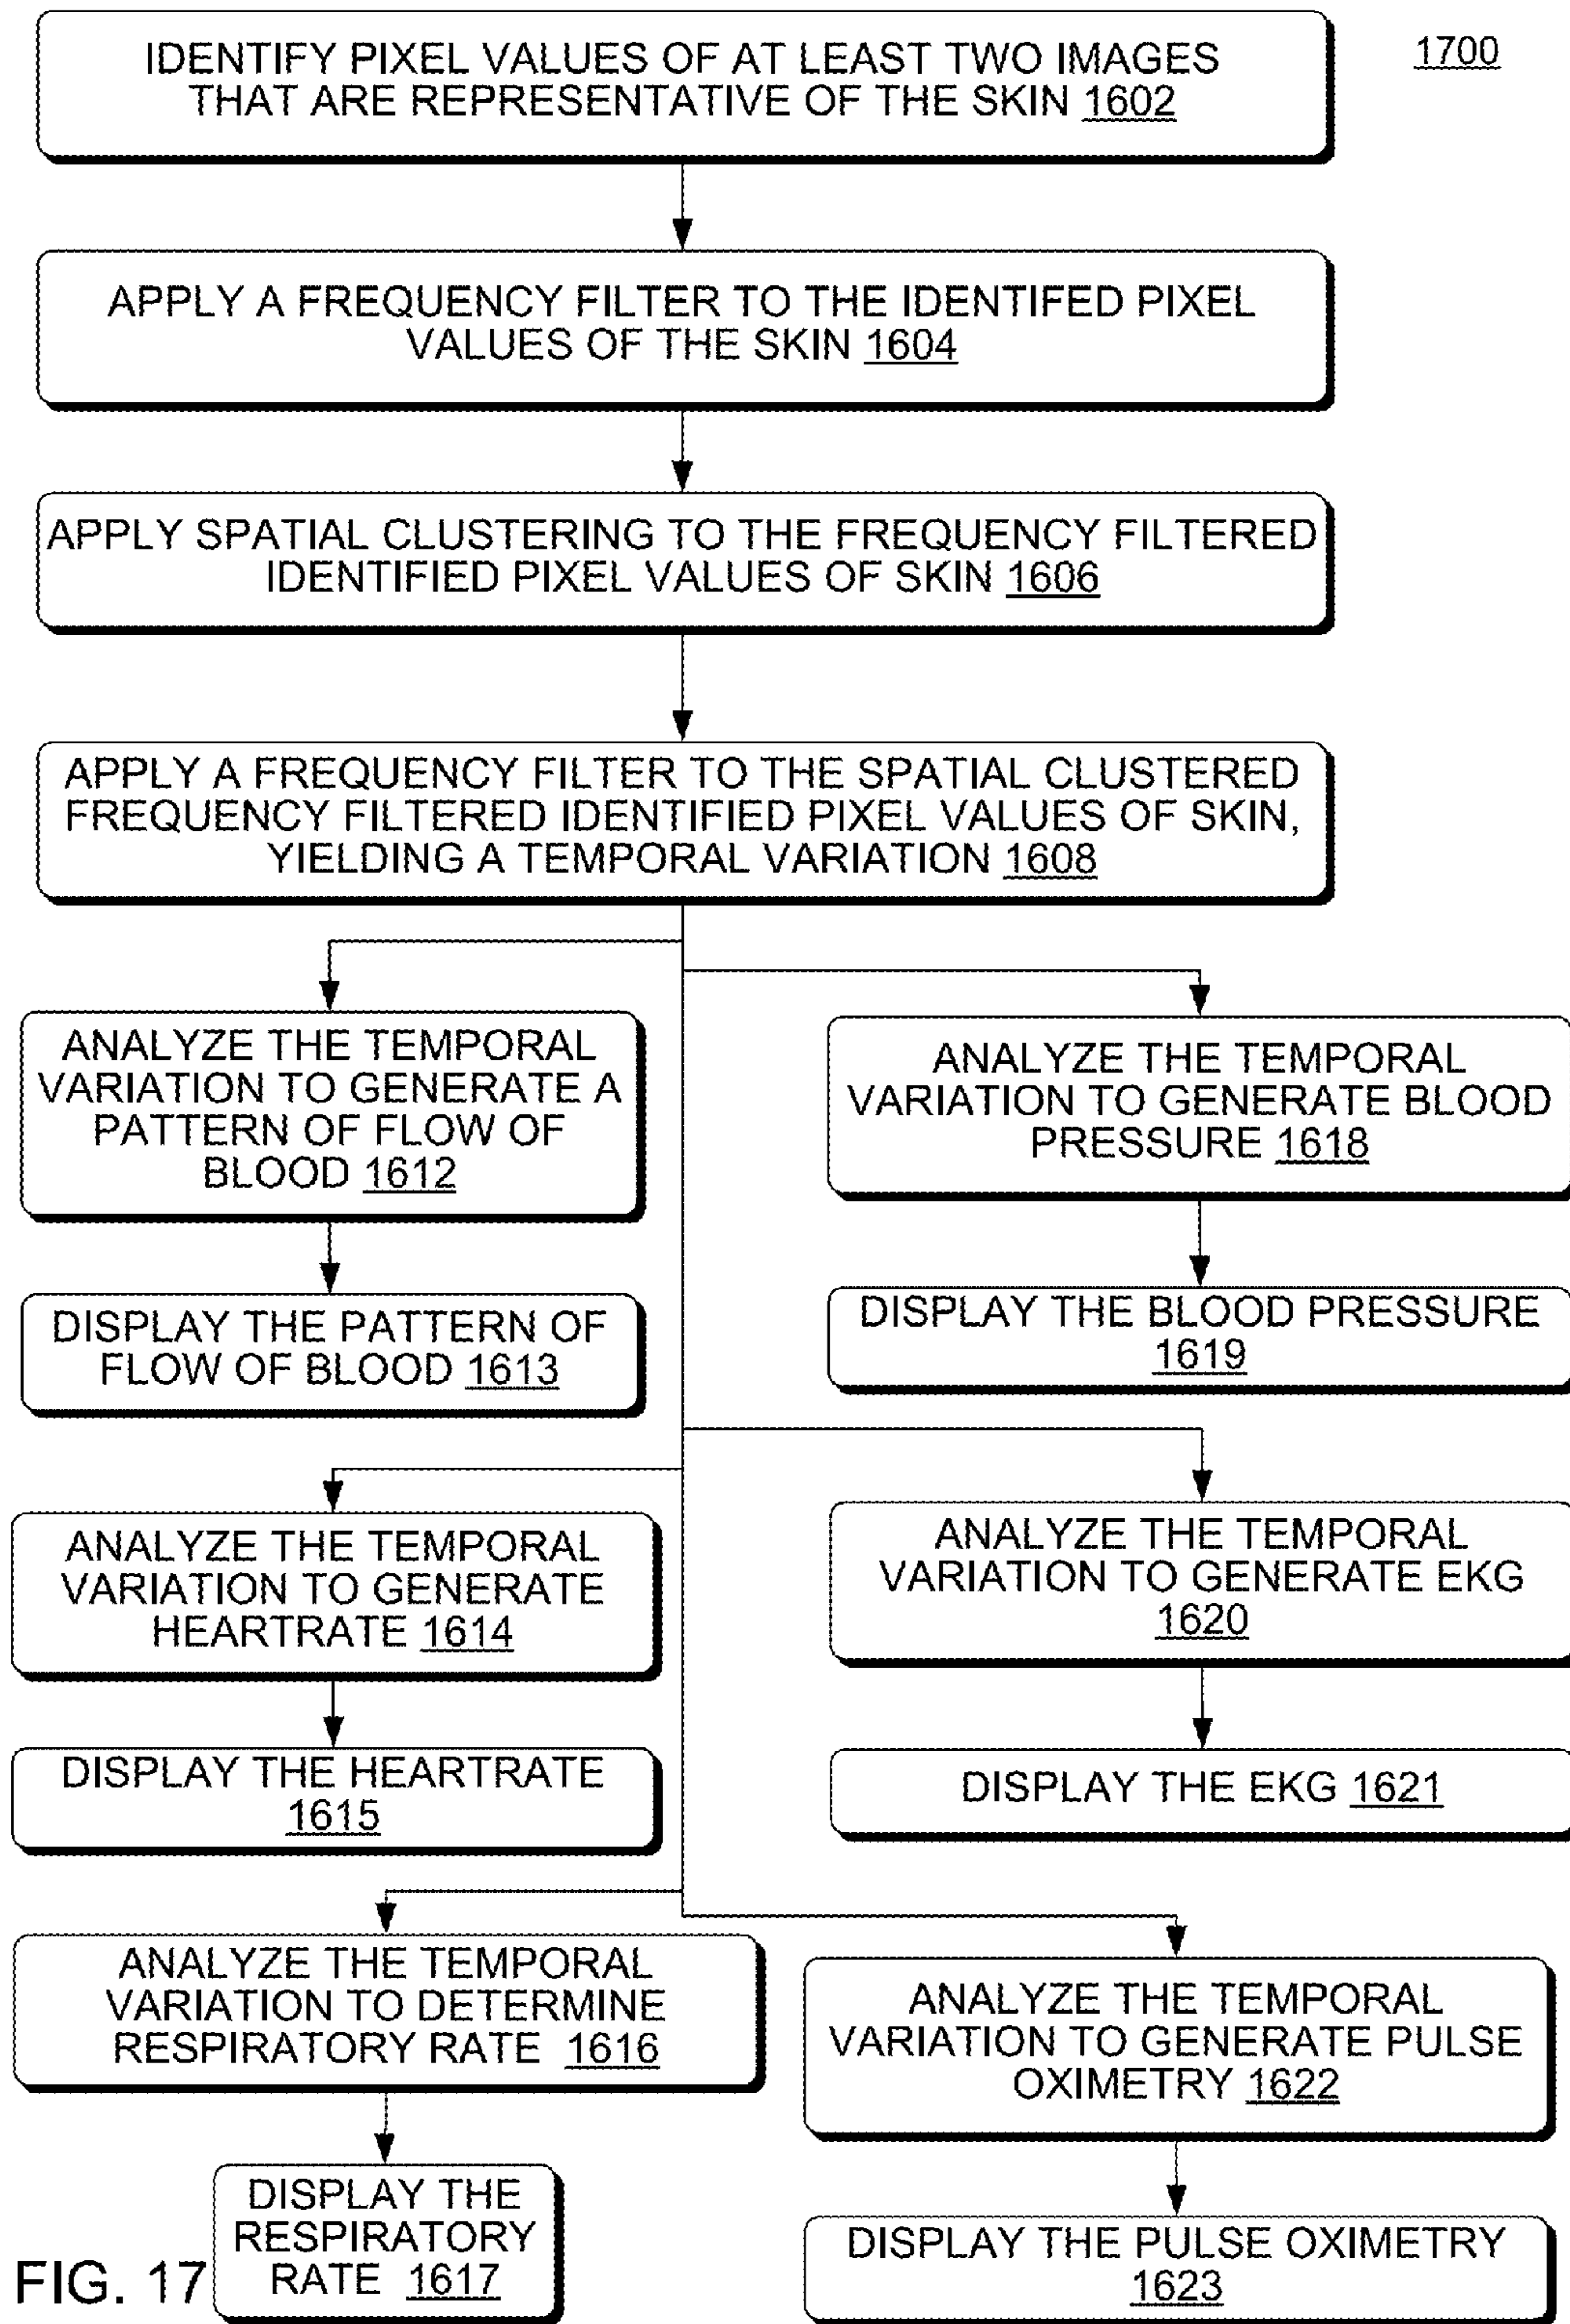 IDENTIFY PIXEL VALUES OF AT LEAST TWO IMAGES
THAT ARE REPRESENTATIVE OF THE SKIN 1602
1700
APPLY A FREQUENCY FILTER TO THE IDENTIFED PIXEL
VALUES OF THE SKIN 1604
APPLY SPATIAL CLUSTERING TO THE FREQUENCY FILTERED
IDENTIFIED PIXEL VALUES OF SKIN 1606
APPLY A FREQUENCY FILTER TO THE SPATIAL CLUSTERED
FREQUENCY FILTERED IDENTIFIED PIXEL VALUES OF SKIN,
YIELDING A TEMPORAL VARIATION 1608
ANALYZE THE TEMPORAL
VARIATION TO GENERATE A
PATTERN OF FLOW OF
BLOOD 1612
ANALYZE THE TEMPORAL
VARIATION TO GENERATE BLOOD
PRESSURE 1618
DISPLAY THE PATTERN OF
FLOW OF BLOOD 1613
DISPLAY THE BLOOD PRESSURE
1619
ANALYZE THE TEMPORAL
VARIATION TO GENERATE
HEARTRATE 1614
ANALYZE THE TEMPORAL
VARIATION TO GENERATE EKG
1620
DISPLAY THE HEARTRATE
1615
DISPLAY THE EKG 1621
ANALYZE THE TEMPORAL
VARIATION TO DETERMINE
RESPIRATORY RATE 1616
ANALYZE THE TEMPORAL
VARIATION TO GENERATE PULSE
OXIMETRY 1622
DISPLAY THE
RESPIRATORY
RATE 1617
DISPLAY THE PULSE OXIMETRY
1623
FIG. 17